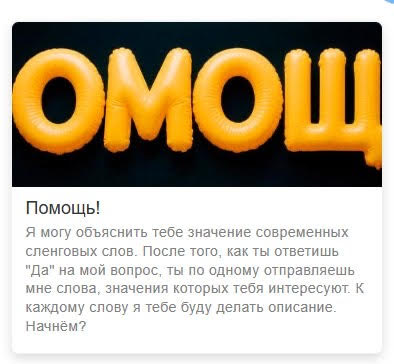 ОМОЩ
Помощь!
Я могу объяснить тебе значение современных
сленговых слов. После того, как ты ответишь
"Да" на мой вопрос, ты по одному отправляешь
мне слова, значения которых тебя интересуют. К
каждому слову я тебе буду делать описание.
Начнём?